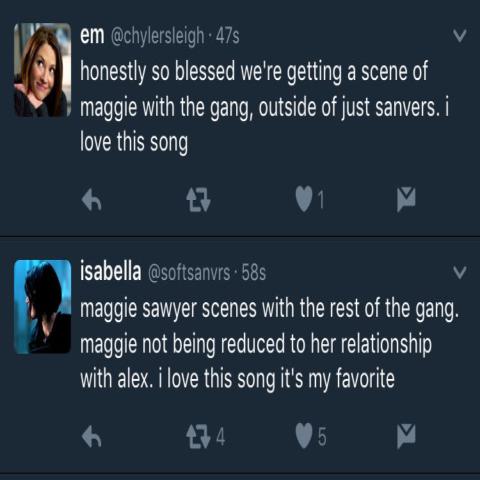 em @chylersleigh · 47s
honestly so blessed we're getting a scene of
maggie with the gang, outside of just sanvers. i
love this song
1
isabella @softsanvrs · 58s
maggie sawyer scenes with the rest of the gang.
maggie not being reduced to her relationship
with alex. i love this song it's my favorite
4 5